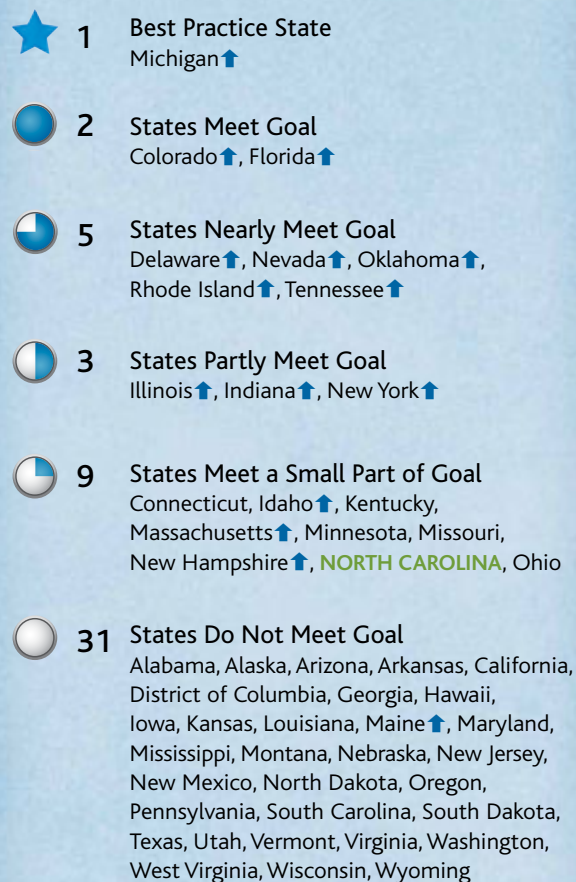 1 Best Practice State
Michigan⬆
2 States Meet Goal
Colorado⬆, Florida⬆
5 States Nearly Meet Goal
Delaware⬆, Nevada⬆, Oklahoma⬆,
Rhode Island⬆, Tennessee⬆
3 States Partly Meet Goal
Illinois⬆, Indiana⬆, New York⬆
9 States Meet a Small Part of Goal
Connecticut, Idaho⬆, Kentucky,
Massachusetts⬆, Minnesota, Missouri,
New Hampshire⬆, NORTH CAROLINA, Ohio
31 States Do Not Meet Goal
Alabama, Alaska, Arizona, Arkansas, California,
District of Columbia, Georgia, Hawaii,
Iowa, Kansas, Louisiana, Maine⬆, Maryland,
Mississippi, Montana, Nebraska, New Jersey,
New Mexico, North Dakota, Oregon,
Pennsylvania, South Carolina, South Dakota,
Texas, Utah, Vermont, Virginia, Washington,
West Virginia, Wisconsin, Wyoming